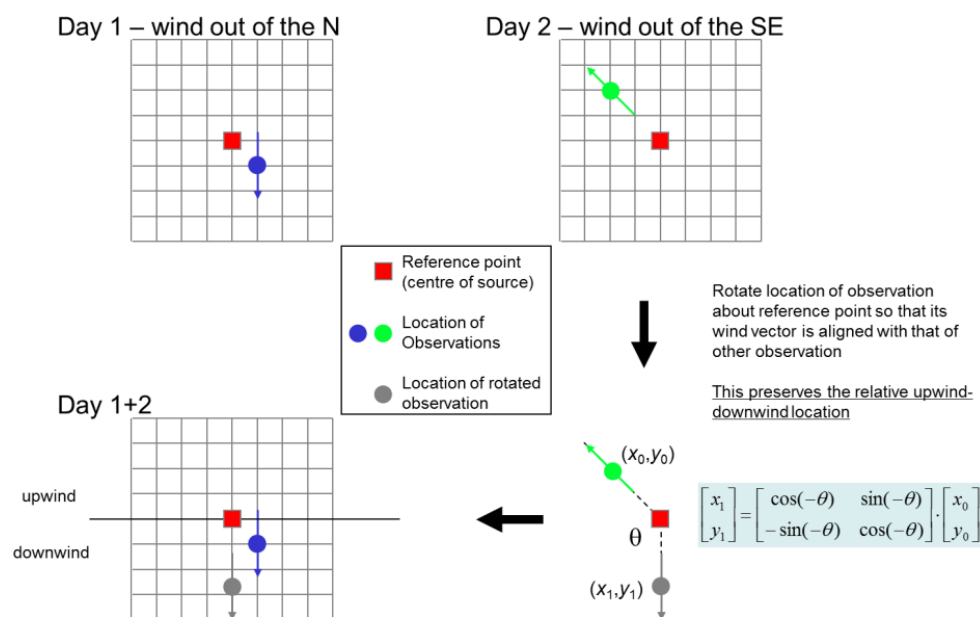 Day 1 – wind out of the N
Day 2 – wind out of the SE
Reference point
(centre of source)
Location of
Observations
Location of rotated
observation
Rotate location of observation
about reference point so that its
wind vector is aligned with that of
other observation
This preserves the relative upwind-
downwind location
Day 1+2
upwind
downwind
(x₀,y₀)
θ
(x₁,y₁)
[x₁] = [cos(−θ) sin(−θ)] · [x₀]
[y₁] [−sin(−θ) cos(−θ)] [y₀]